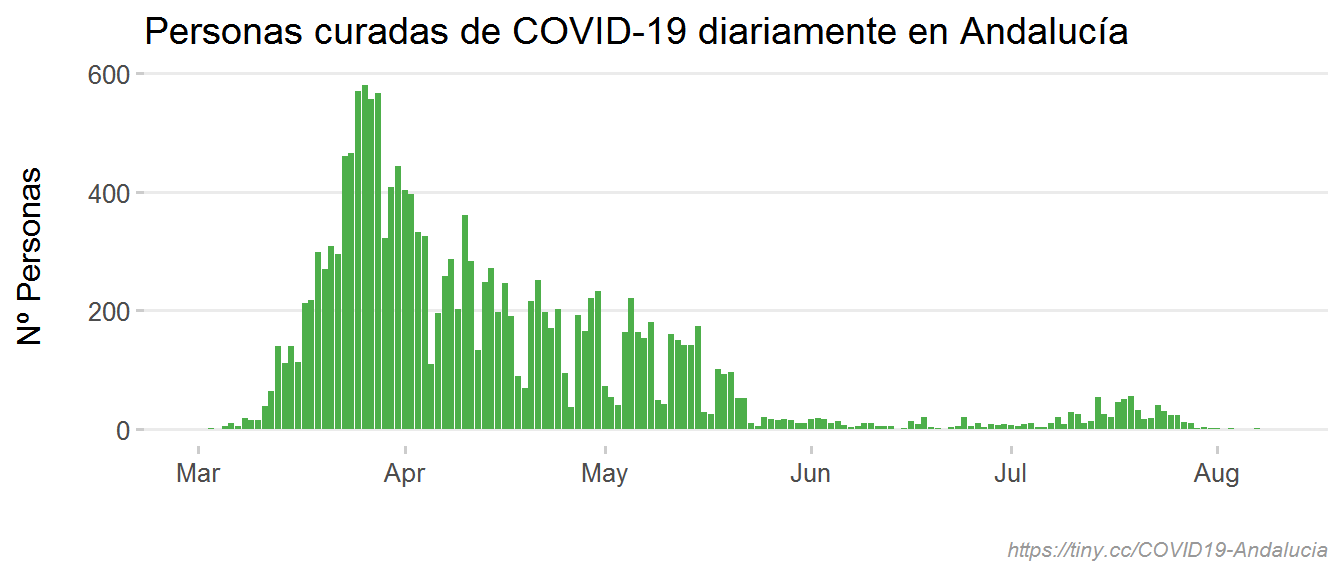 Personas curadas de COVID-19 diariamente en Andalucía
Nº Personas
600
400
200
0
Mar Apr May Jun Jul Aug
https://tiny.cc/COVID19-Andalucia